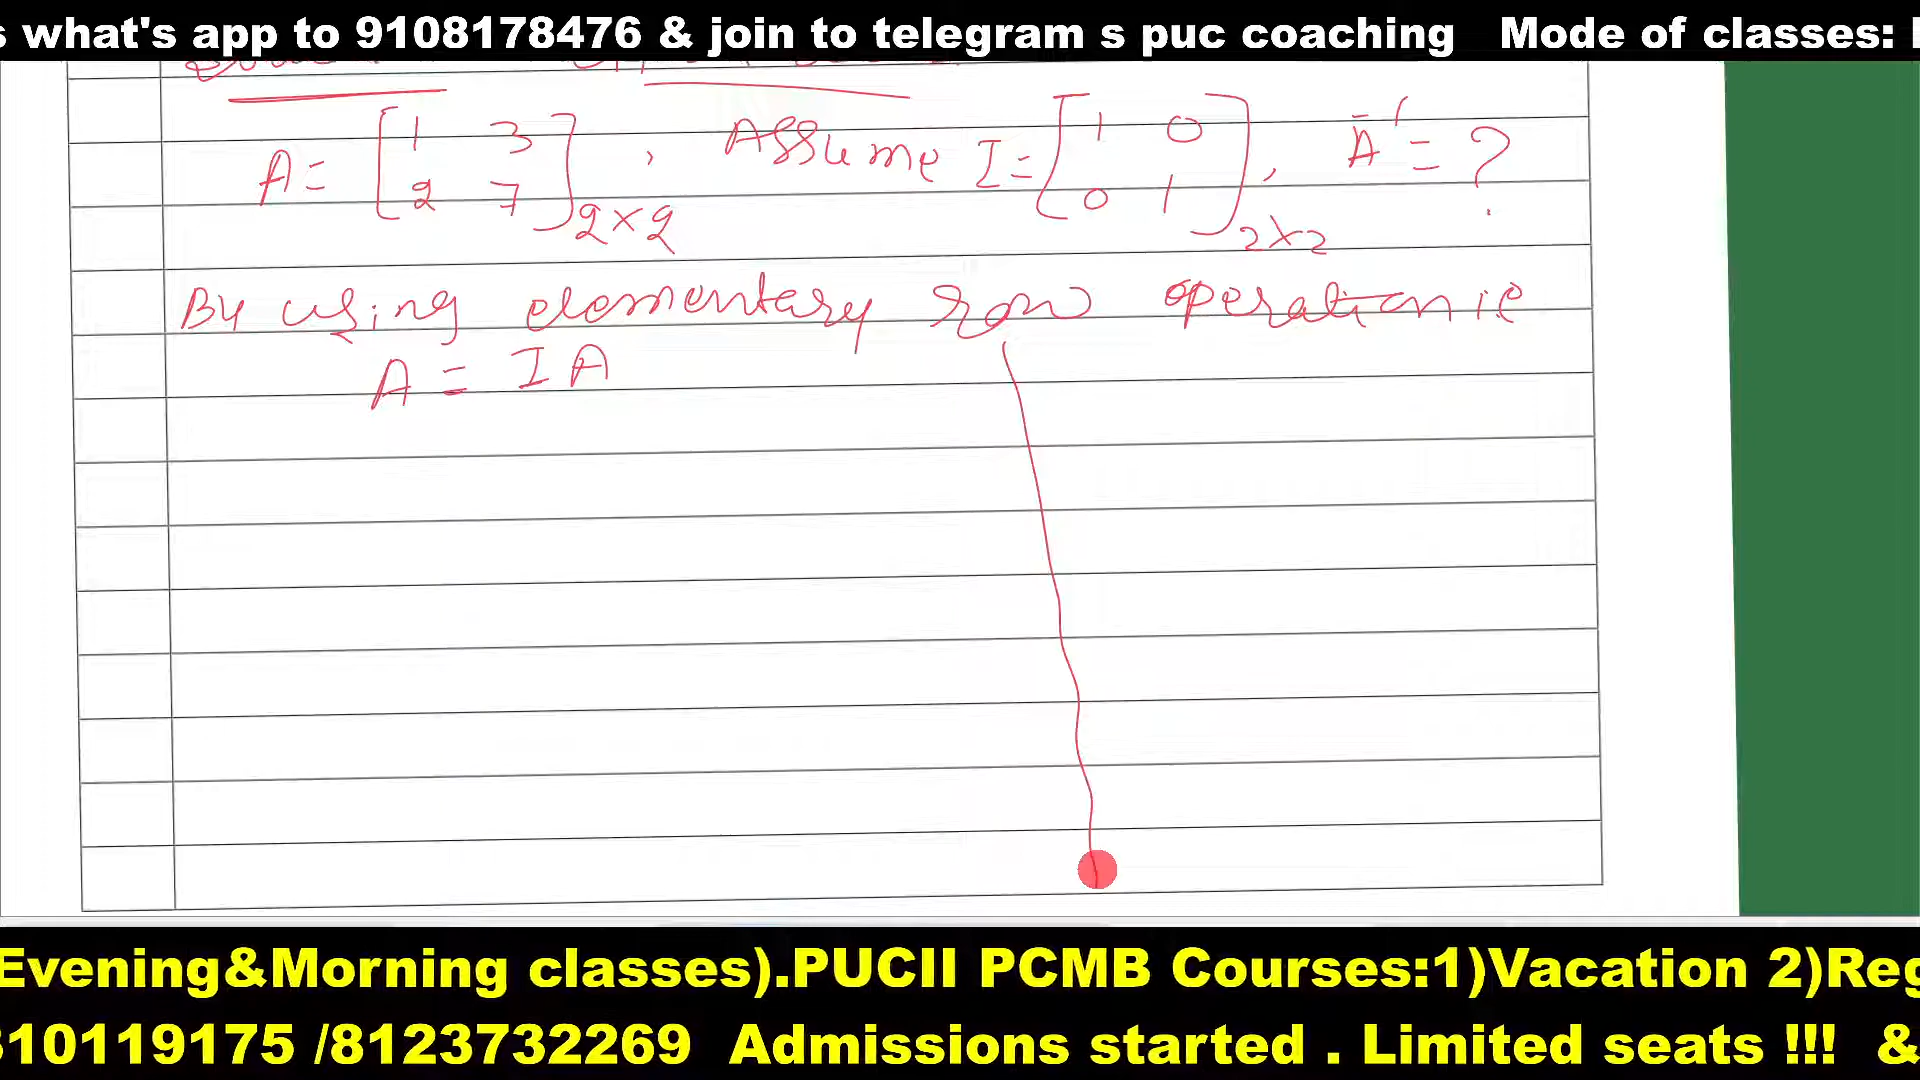 s what's app to 9108178476 & join to telegram s puc coaching Mode of classes:
A = [1 3 2 7]2×2 , Assume I = [1 0 0 1]2×2 , A⁻¹ = ?
By using elementary row operation ie
A = I A
Evening&Morning classes).PUCII PCMB Courses:1)Vacation 2)Reg
310119175 /8123732269 Admissions started . Limited seats !!! &